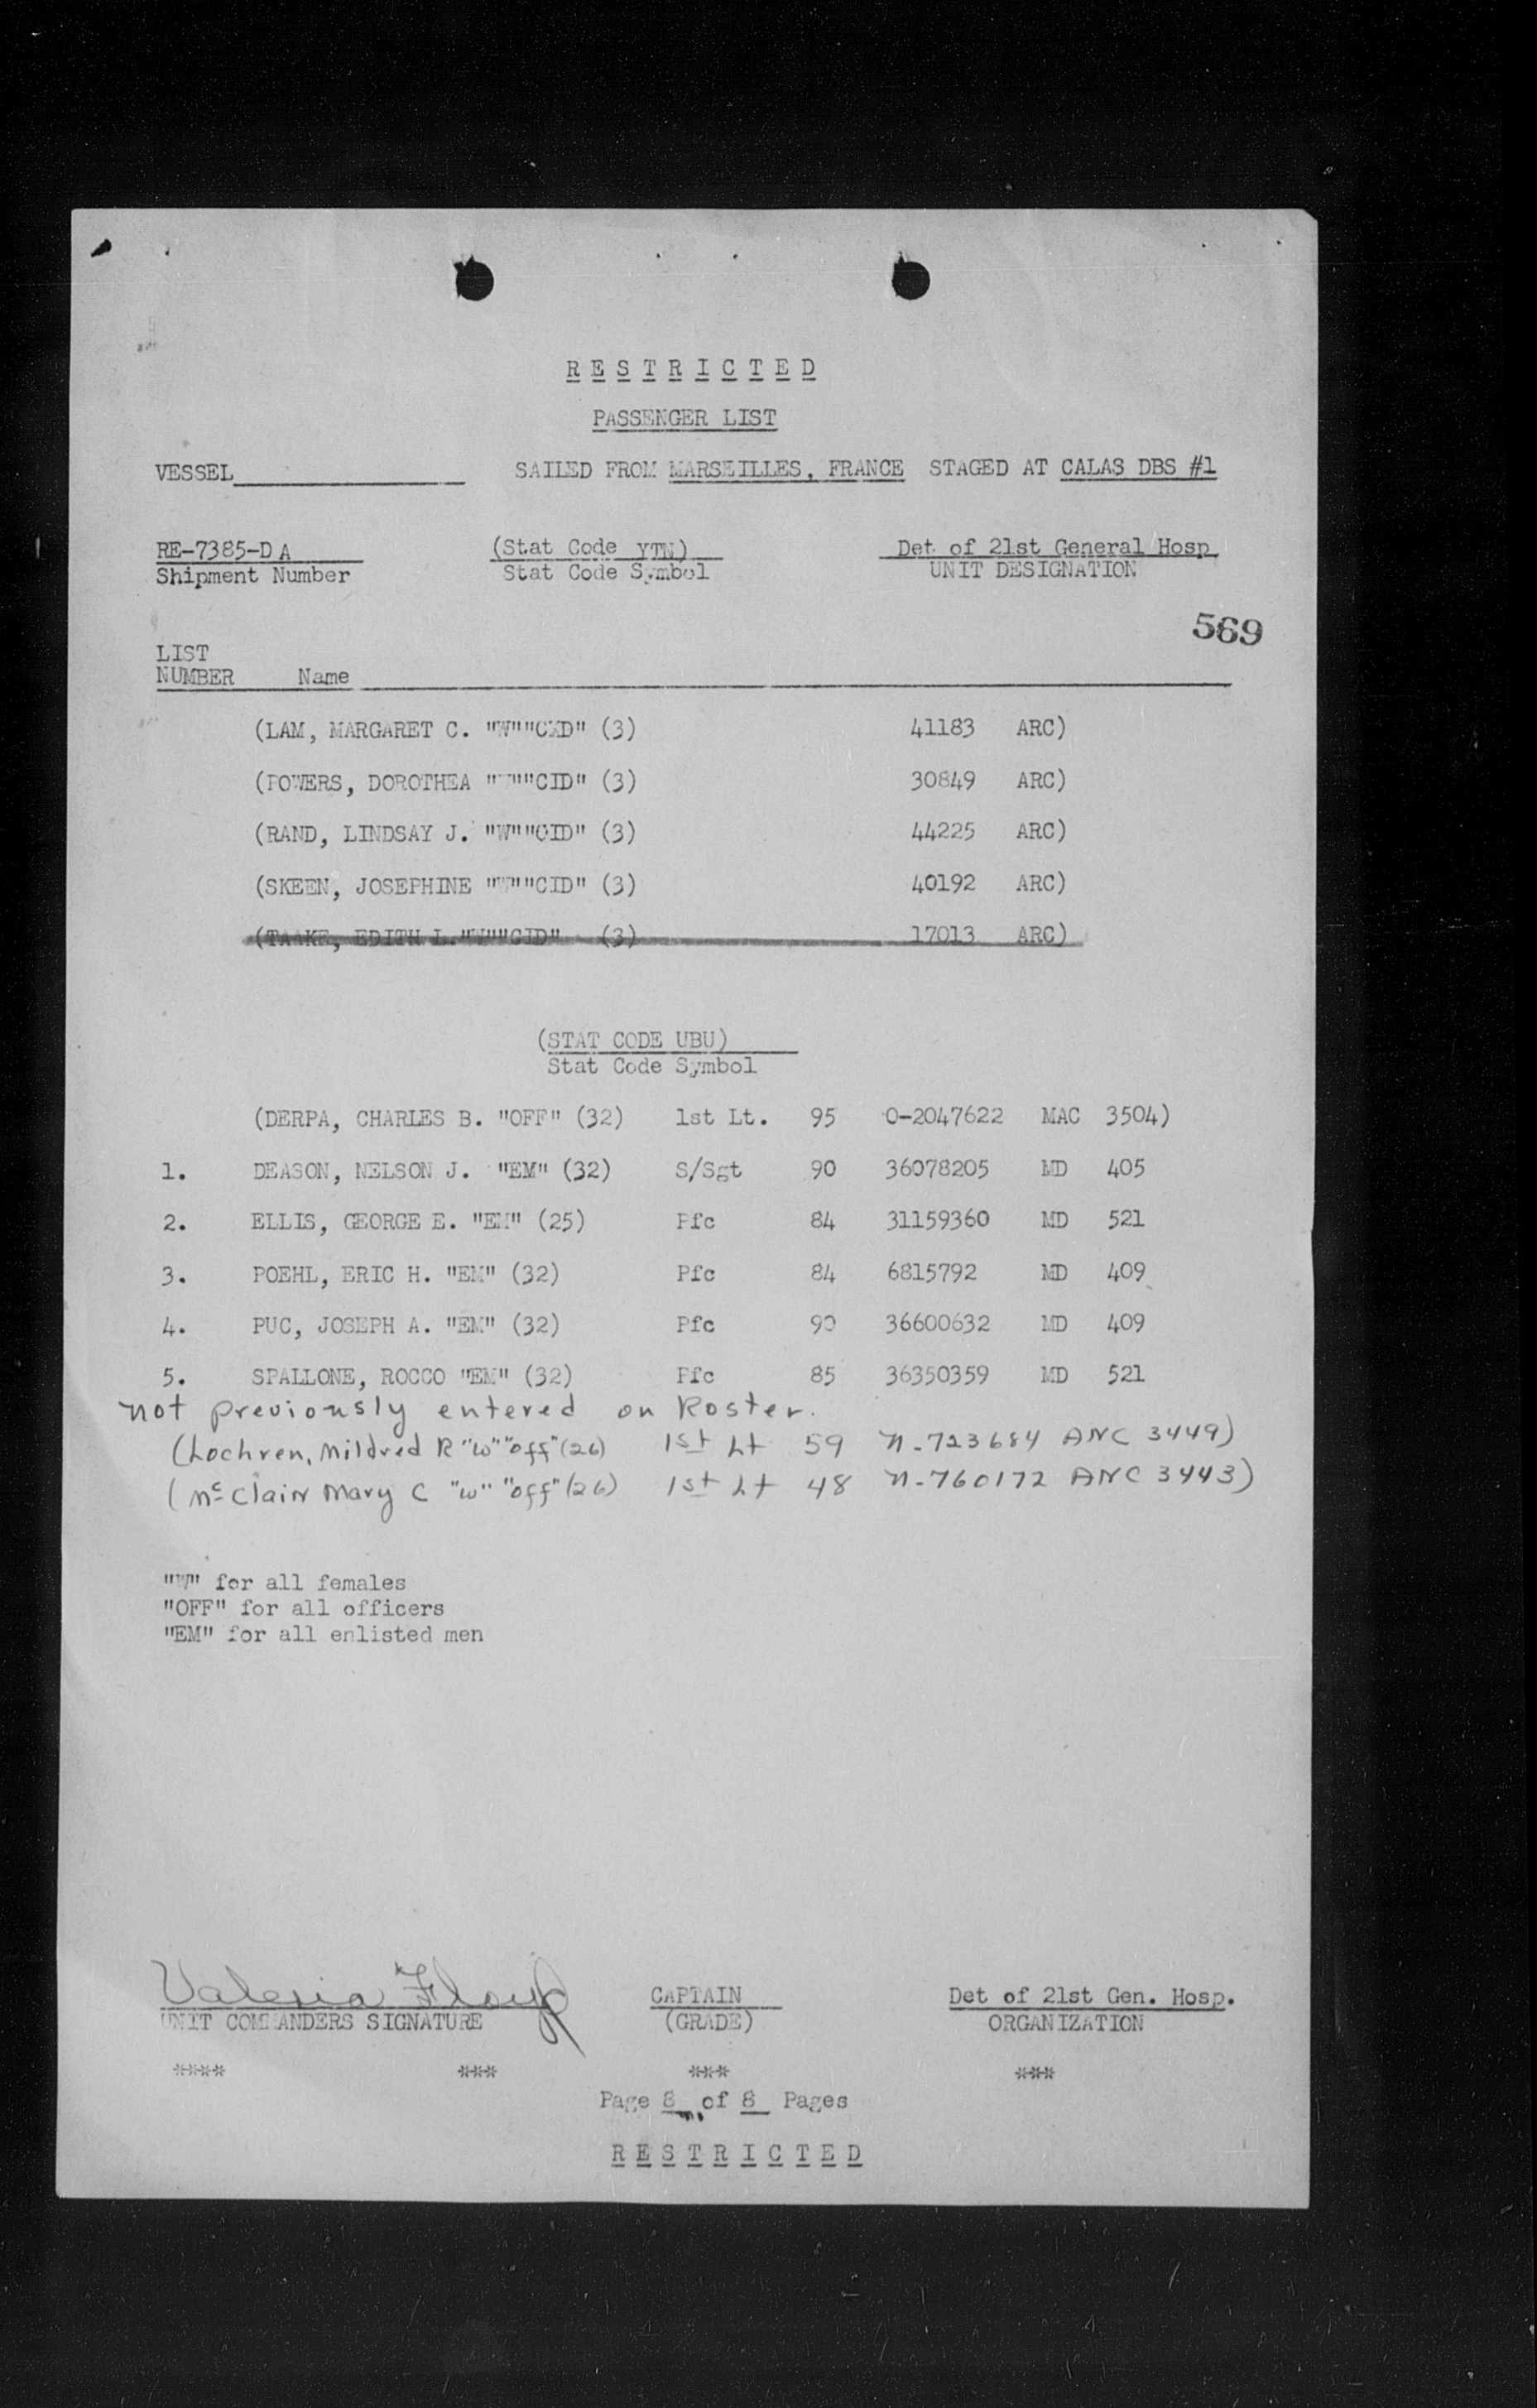 RESTRICTED
PASSENGER LIST
VESSEL SAILED FROM MARSEILLES, FRANCE STAGED AT CALAS DBS #1
RE-7385-D A (Stat Code YTN) Det. of 21st General Hosp
Shipment Number Stat Code Symbol UNIT DESIGNATION
569
LIST
NUMBER Name
(LAM, MARGARET C. "W""CID" (3) 41183 ARC)
(POWERS, DOROTHEA "W""CID" (3) 30849 ARC)
(RAND, LINDSAY J. "W""CID" (3) 44225 ARC)
(SKEEN, JOSEPHINE "W""CID" (3) 40192 ARC)
(TAAKE, EDITH L. "W""CID" (3) 17013 ARC)
(STAT CODE UBU)
Stat Code Symbol
(DERPA, CHARLES B. "OFF" (32) 1st Lt. 95 O-2047622 MAC 3504)
1. DEASON, NELSON J. "EM" (32) S/Sgt 90 36078205 MD 405
2. ELLIS, GEORGE E. "EM" (25) Pfc 84 31159360 MD 521
3. POEHL, ERIC H. "EM" (32) Pfc 84 6815792 MD 409
4. PUC, JOSEPH A. "EM" (32) Pfc 90 36600632 MD 409
5. SPALLONE, ROCCO "EM" (32) Pfc 85 36350359 MD 521
not previously entered on Roster.
(Lochren, Mildred R "W" "off" (26) 1st Lt 59 N-723684 ANC 3449)
(McClain Mary C "W" "off" (26) 1st Lt 48 N-760172 ANC 3443)
"W" for all females
"OFF" for all officers
"EM" for all enlisted men
Valeria Floyd CAPTAIN Det of 21st Gen. Hosp.
UNIT COMMANDERS SIGNATURE (GRADE) ORGANIZATION
**** *** *** ***
Page 8 of 8 Pages
RESTRICTED